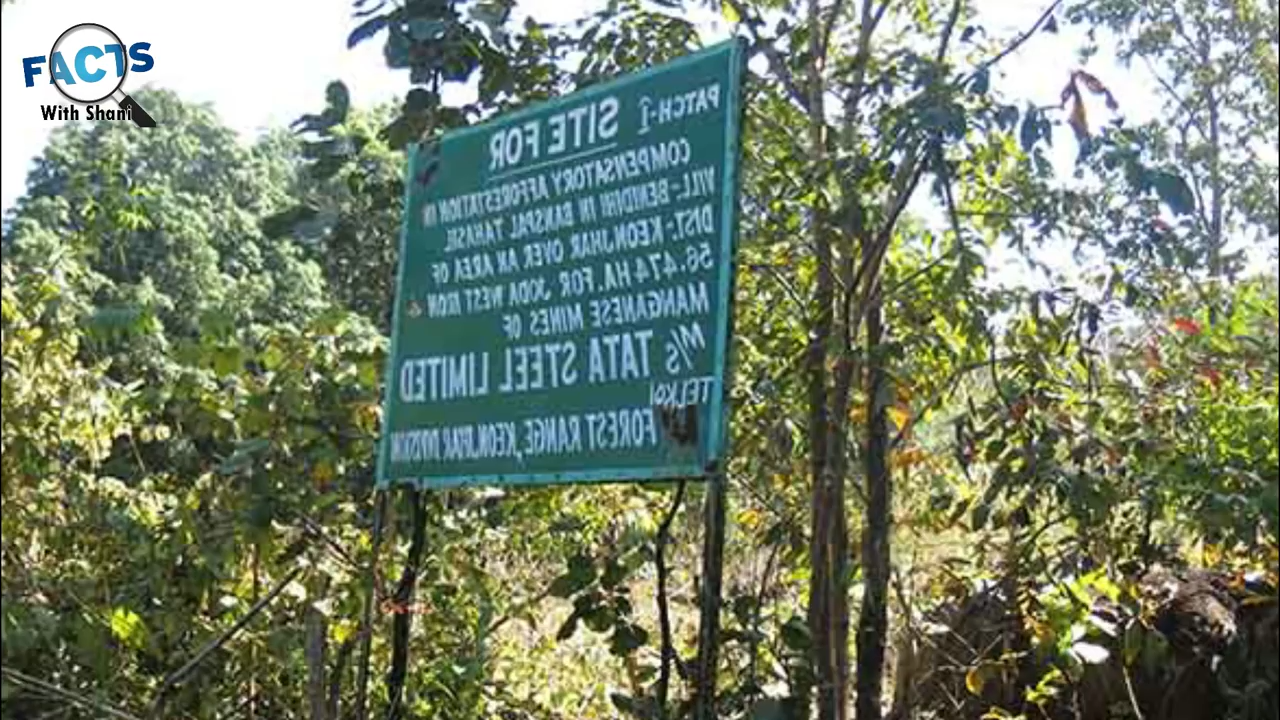 FACTS
With Shani
PATCH-I SITE FOR
COMPENSATORY AFFORESTATION IN
VILL:- BENIDIHI IN BANSPAL TAHASIL
DIST:- KEONJHAR OVER AN AREA OF
56.474 HA. FOR JODA WEST IRON
MANGANESE MINES OF
M/s TATA STEEL LIMITED
TELKOI
FOREST RANGE, KEONJHAR DIVISION